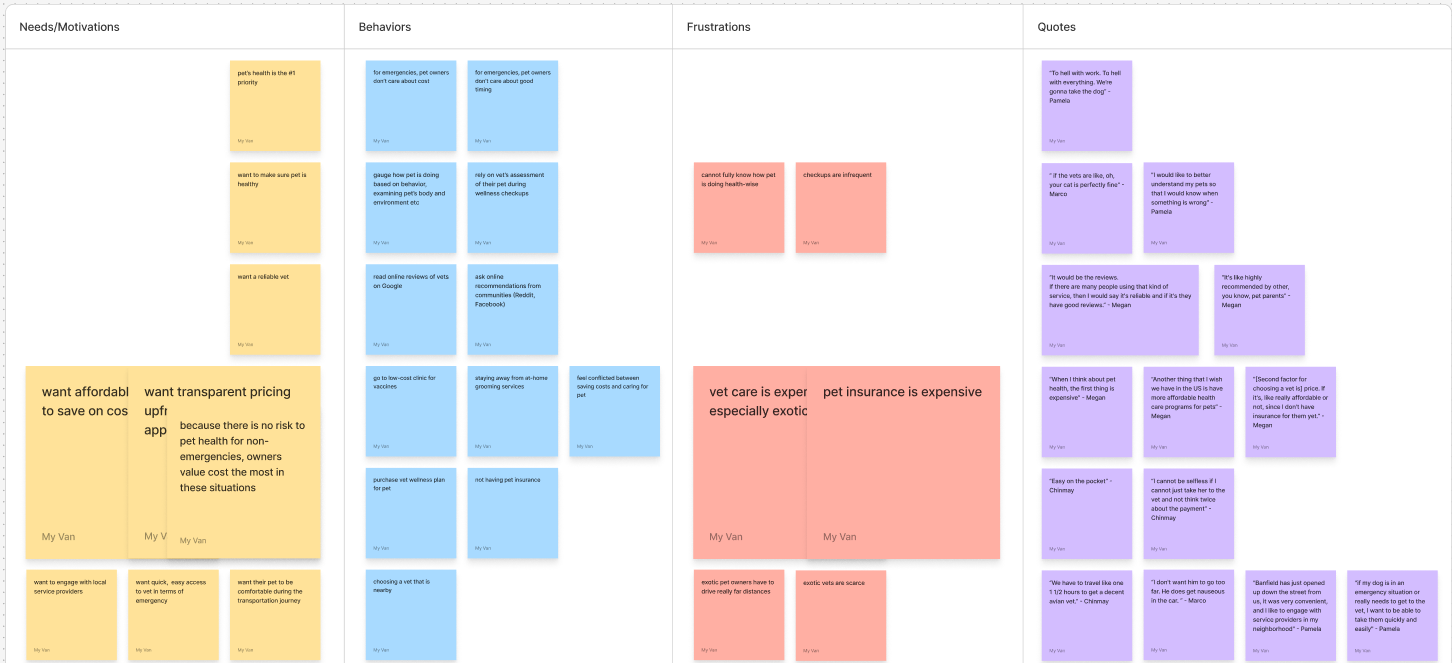 Needs/Motivations
Behaviors
Frustrations
Quotes
pet's health is the #1
priority
My Van
for emergencies, pet owners
don't care about cost
My Van
for emergencies, pet owners
don't care about good
timing
My Van
"To hell with work. To hell
with everything. We're
gonna take the dog" -
Pamela
My Van
want to make sure pet is
healthy
My Van
gauge how pet is doing
based on behavior,
examining pet's body and
environment etc
My Van
rely on vet's assessment
of their pet during
wellness checkups
My Van
cannot fully know how pet
is doing health-wise
My Van
checkups are infrequent
My Van
" if the vets are like, oh,
your cat is perfectly fine" -
Marco
My Van
"I would like to better
understand my pets so
that I would know when
something is wrong" -
Pamela
My Van
want a reliable vet
My Van
read online reviews of vets
on Google
My Van
ask online
recommendations from
communities (Reddit,
Facebook)
My Van
"It would be the reviews.
If there are many people using that kind of
service, then I would say it's reliable and if it's they
have good reviews." - Megan
My Van
"It's like highly
recommended by other,
you know, pet parents" -
Megan
My Van
want affordabl
to save on cos
My Van
want transparent pricing
upfr
app
My V
because there is no risk to
pet health for non-
emergencies, owners
value cost the most in
these situations
My Van
go to low-cost clinic for
vaccines
My Van
staying away from at-home
grooming services
My Van
feel conflicted between
saving costs and caring for
pet
My Van
vet care is exper
especially exotic
My Van
pet insurance is expensive
My Van
"When I think about pet
health, the first thing is
expensive" - Megan
My Van
"Another thing that I wish
we have in the US is have
more affordable health
care programs for pets" -
Megan
My Van
"[Second factor for
choosing a vet is] price. If
it's, like really affordable or
not, since I don't have
insurance for them yet." -
Megan
My Van
purchase vet wellness plan
for pet
My Van
not having pet insurance
My Van
"Easy on the pocket" -
Chinmay
My Van
"I cannot be selfless if I
cannot just take her to the
vet and not think twice
about the payment" -
Chinmay
My Van
want to engage with local
service providers
My Van
want quick, easy access
to vet in terms of
emergency
My Van
want their pet to be
comfortable during the
transportation journey
My Van
choosing a vet that is
nearby
My Van
exotic pet owners have to
drive really far distances
My Van
exotic vets are scarce
My Van
"We have to travel like one
1 1/2 hours to get a decent
avian vet." - Chinmay
My Van
"I don't want him to go too
far. He does get nauseous
in the car. " - Marco
My Van
"Banfield has just opened
up down the street from
us, it was very convenient,
and I like to engage with
service providers in my
neighborhood" - Pamela
My Van
"if my dog is in an
emergency situation or
really needs to get to the
vet, I want to be able to
take them quickly and
easily" - Pamela
My Van